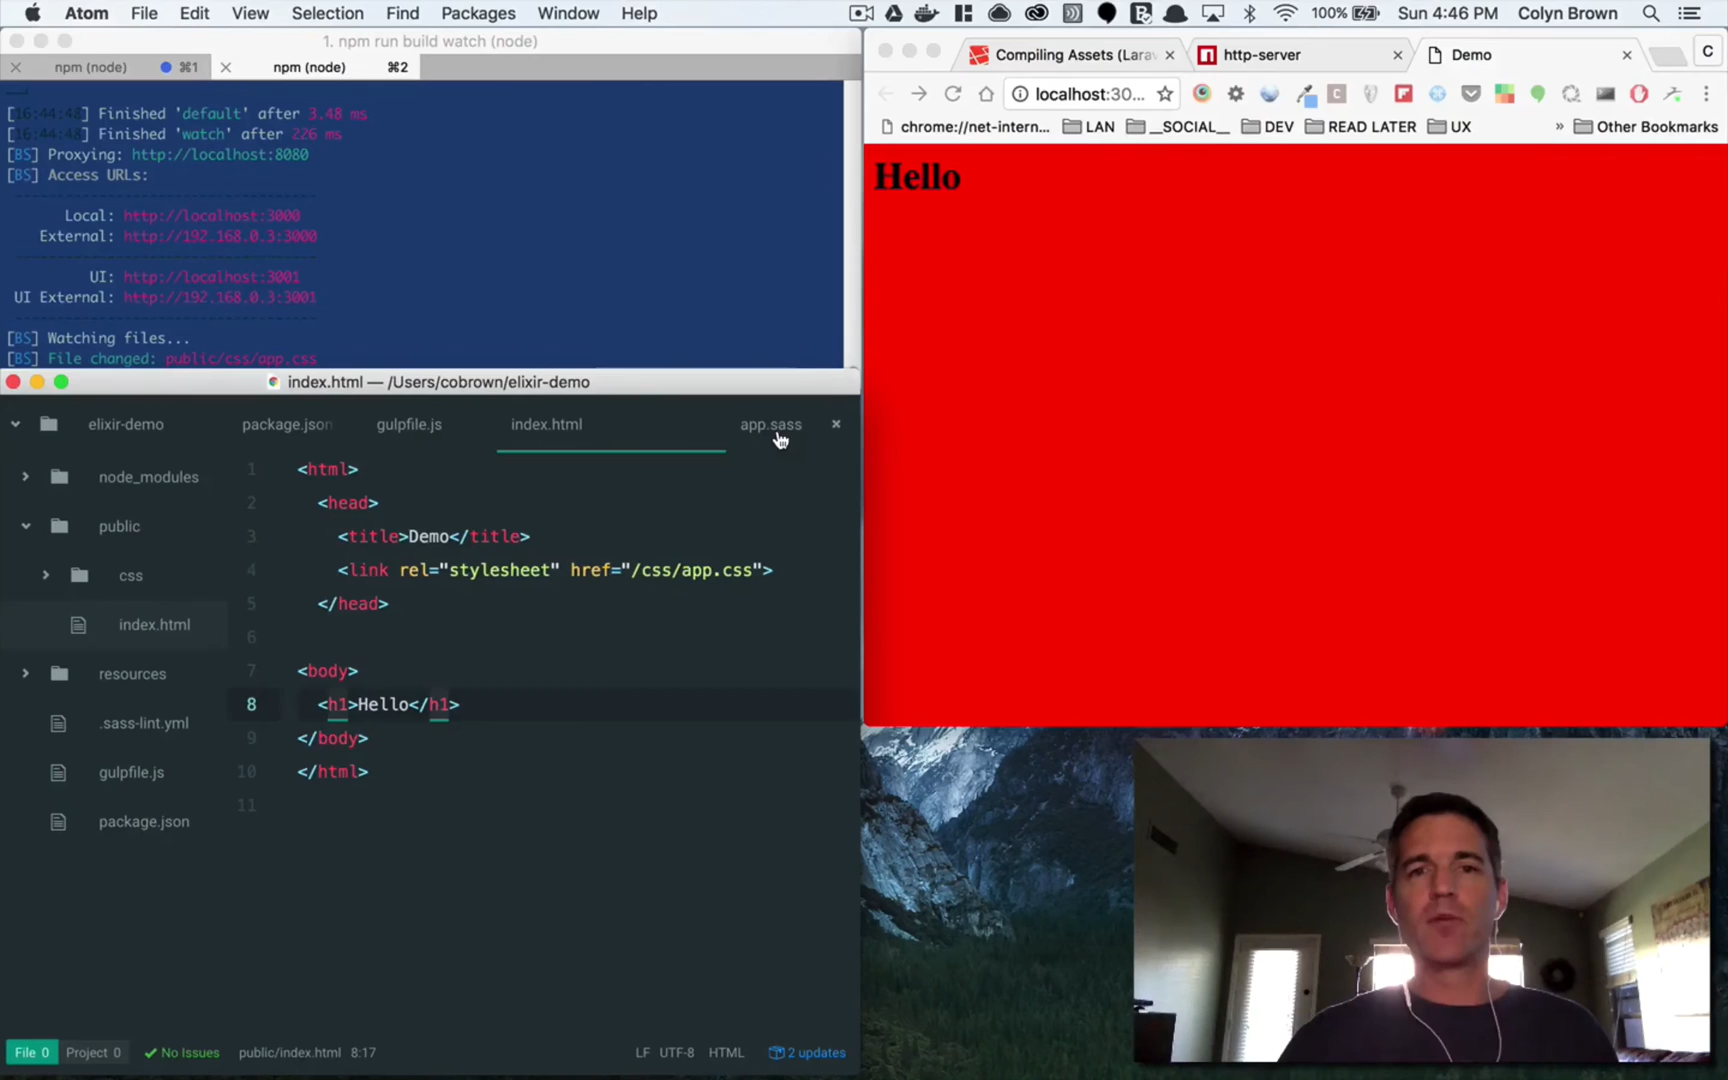 Atom File Edit View Selection Find Packages Window Help 100% Sun 4:46 PM Colyn Brown
1. npm run build watch (node)
npm (node) ⌘1 npm (node) ⌘2
[16:44:48] Finished 'default' after 3.48 ms
[16:44:48] Finished 'watch' after 226 ms
[BS] Proxying: http://localhost:8080
[BS] Access URLs:
Local: http://localhost:3000
External: http://192.168.0.3:3000
UI: http://localhost:3001
UI External: http://192.168.0.3:3001
[BS] Watching files...
[BS] File changed: public/css/app.css
Compiling Assets (Larav http-server Demo C
localhost:30...
chrome://net-intern... LAN __SOCIAL__ DEV READ LATER UX » Other Bookmarks
Hello
index.html — /Users/cobrown/elixir-demo
elixir-demo
node_modules
public
css
index.html
resources
.sass-lint.yml
gulpfile.js
package.json
package.json gulpfile.js index.html app.sass
1 <html>
2 <head>
3 <title>Demo</title>
4 <link rel="stylesheet" href="/css/app.css">
5 </head>
6
7 <body>
8 <h1>Hello</h1>
9 </body>
10 </html>
11
File 0 Project 0 No Issues public/index.html 8:17 LF UTF-8 HTML 2 updates